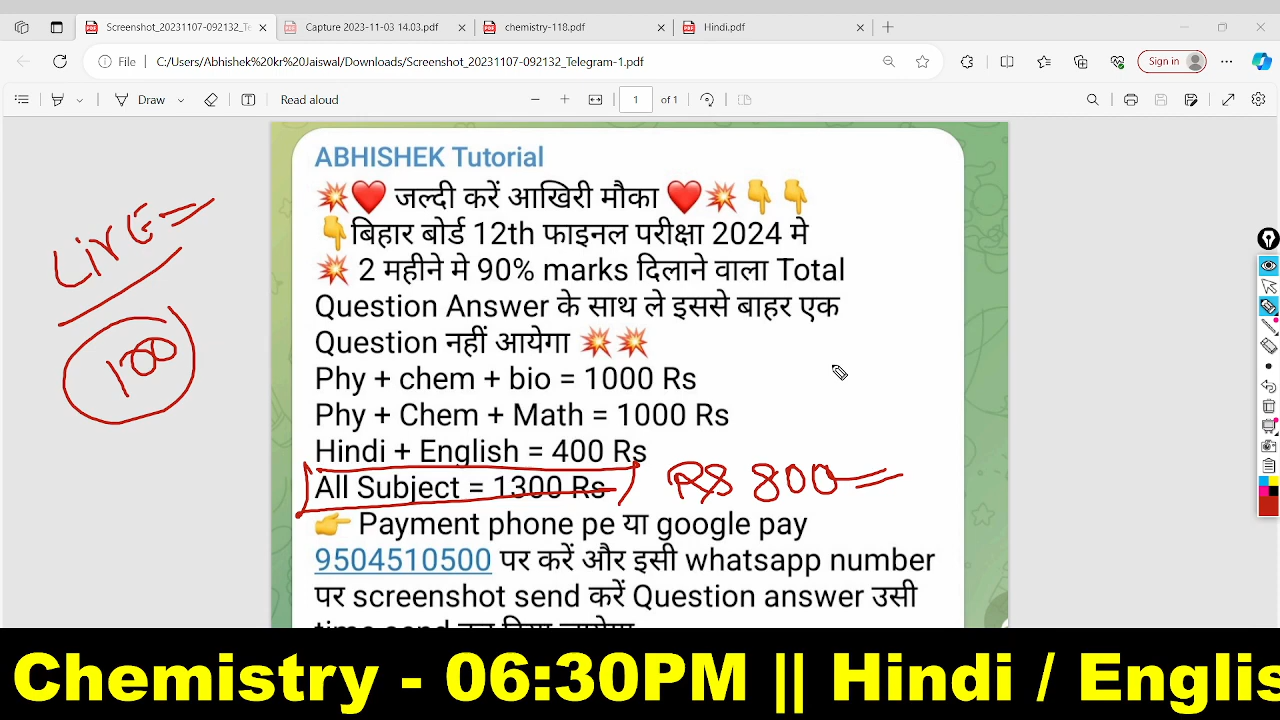 Screenshot_20231107-092132_Te
Capture 2023-11-03 14.03.pdf
chemistry-118.pdf
Hindi.pdf
File
C:/Users/Abhishek%20kr%20Jaiswal/Downloads/Screenshot_20231107-092132_Telegram-1.pdf
Sign in
Draw
Read aloud
1 of 1
ABHISHEK Tutorial
💥❤️ जल्दी करें आखिरी मौका ❤️💥👇👇
👇बिहार बोर्ड 12th फाइनल परीक्षा 2024 मे
💥 2 महीने मे 90% marks दिलाने वाला Total
Question Answer के साथ ले इससे बाहर एक
Question नहीं आयेगा 💥💥
Phy + chem + bio = 1000 Rs
Phy + Chem + Math = 1000 Rs
Hindi + English = 400 Rs
All Subject = 1300 Rs
RS 800=
👉 Payment phone pe या google pay
9504510500 पर करें और इसी whatsapp number
पर screenshot send करें Question answer उसी
LIVE=
100
Chemistry - 06:30PM || Hindi / Englis